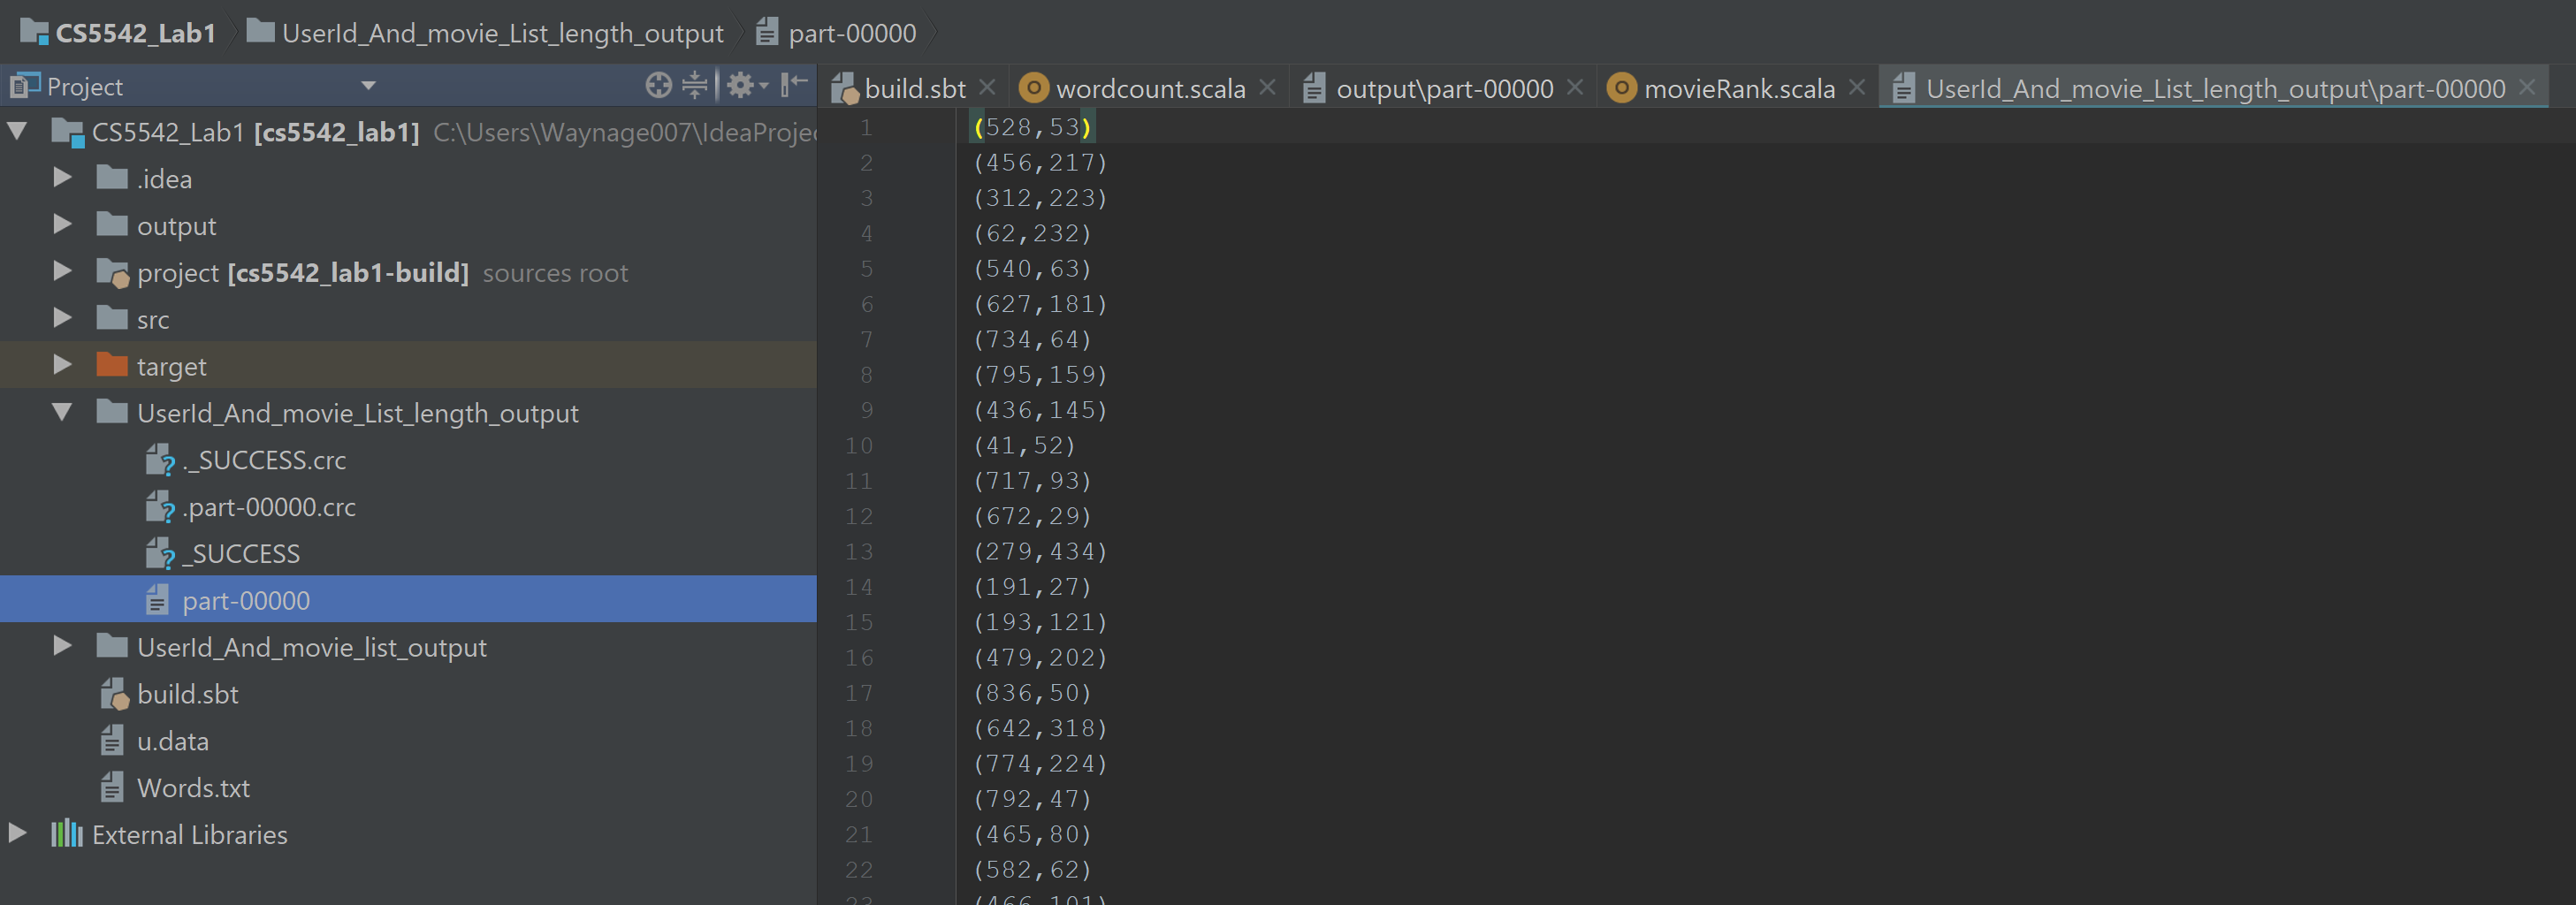 CS5542_Lab1 UserId_And_movie_List_length_output part-00000
Project
build.sbt wordcount.scala output\part-00000 movieRank.scala UserId_And_movie_List_length_output\part-00000
CS5542_Lab1 [cs5542_lab1] C:\Users\Waynage007\IdeaProjec
.idea
output
project [cs5542_lab1-build] sources root
src
target
UserId_And_movie_List_length_output
._SUCCESS.crc
.part-00000.crc
_SUCCESS
part-00000
UserId_And_movie_list_output
build.sbt
u.data
Words.txt
External Libraries
1 (528,53)
2 (456,217)
3 (312,223)
4 (62,232)
5 (540,63)
6 (627,181)
7 (734,64)
8 (795,159)
9 (436,145)
10 (41,52)
11 (717,93)
12 (672,29)
13 (279,434)
14 (191,27)
15 (193,121)
16 (479,202)
17 (836,50)
18 (642,318)
19 (774,224)
20 (792,47)
21 (465,80)
22 (582,62)
23 (466,101)